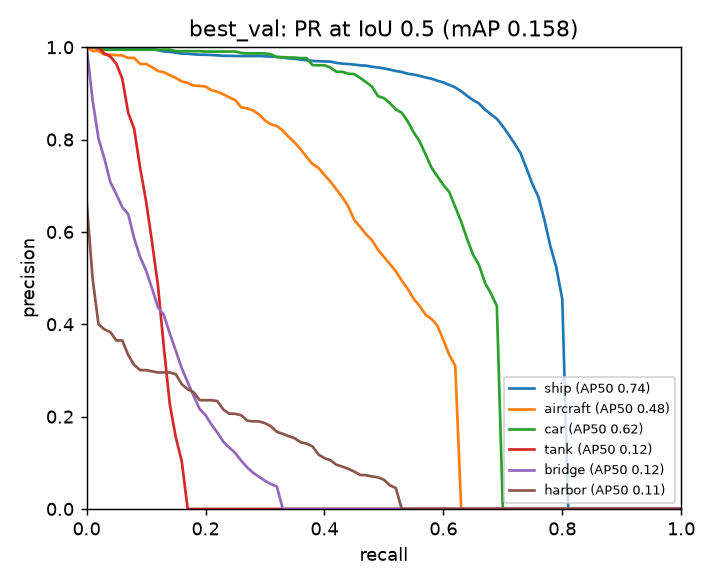 best_val: PR at IoU 0.5 (mAP 0.158)
1.0
0.8
0.6
0.4
0.2
0.0
precision
0.0
0.2
0.4
0.6
0.8
1.0
recall
ship (AP50 0.74)
aircraft (AP50 0.48)
car (AP50 0.62)
tank (AP50 0.12)
bridge (AP50 0.12)
harbor (AP50 0.11)